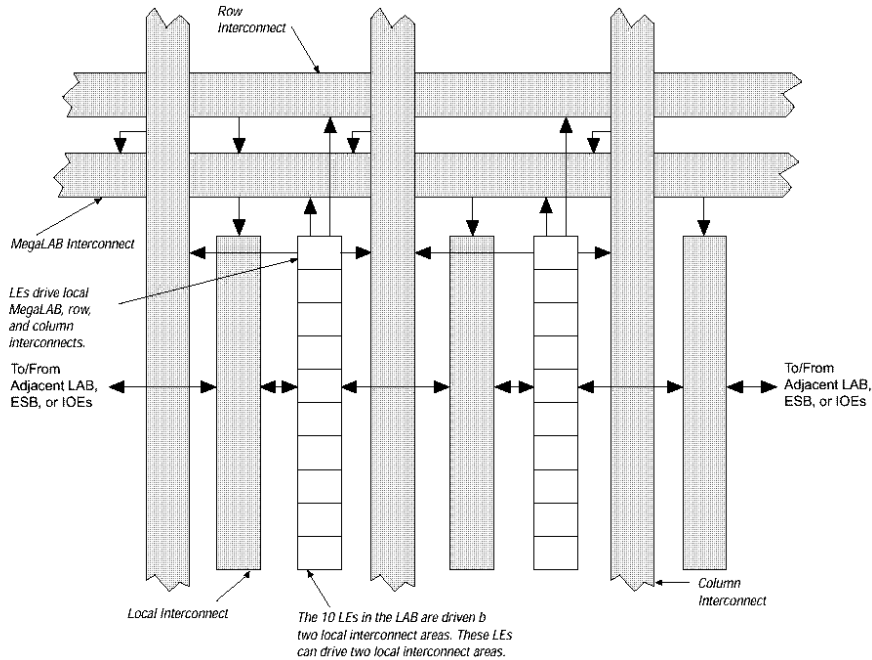 Row
Interconnect
MegaLAB Interconnect
LEs drive local
MegaLAB, row,
and column
interconnects.
To/From
Adjacent LAB,
ESB, or IOEs
To/From
Adjacent LAB,
ESB, or IOEs
Local Interconnect
The 10 LEs in the LAB are driven b
two local interconnect areas. These LEs
can drive two local interconnect areas.
Column
Interconnect